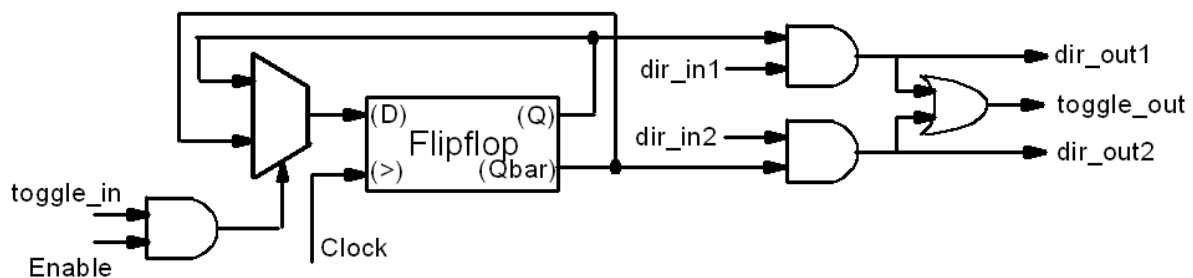 dir_in1
dir_out1
toggle_out
(D)
(Q)
Flipflop
dir_in2
dir_out2
(>)
(Qbar)
toggle_in
Clock
Enable